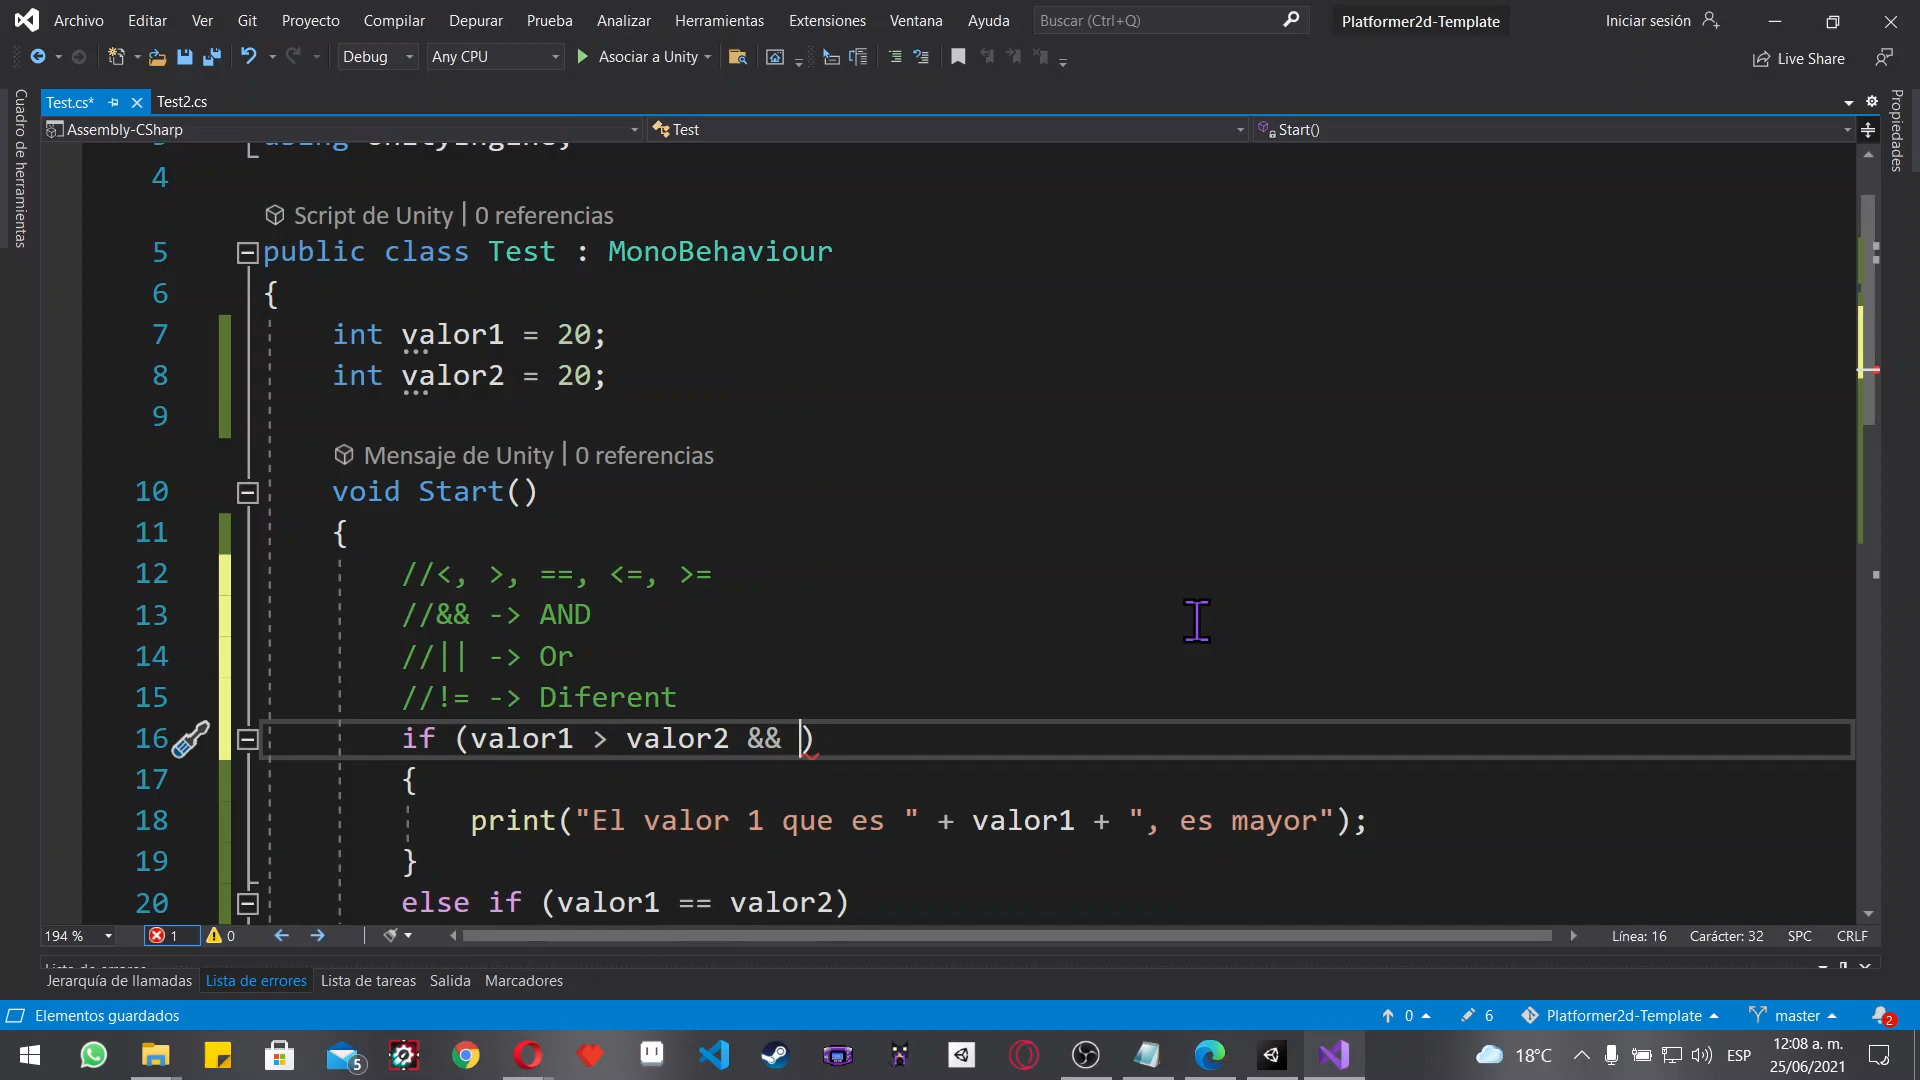 Archivo Editar Ver Git Proyecto Compilar Depurar Prueba Analizar Herramientas Extensiones Ventana Ayuda Buscar (Ctrl+Q) Platformer2d-Template Iniciar sesión
Debug Any CPU Asociar a Unity Live Share
Cuadro de herramientas
Propiedades
Test.cs* Test2.cs
Assembly-CSharp Test Start()
4
Script de Unity | 0 referencias
5 public class Test : MonoBehaviour
6 {
7 int valor1 = 20;
8 int valor2 = 20;
9
Mensaje de Unity | 0 referencias
10 void Start()
11 {
12 //<, >, ==, <=, >=
13 //&& -> AND
14 //|| -> Or
15 //!= -> Diferent
16 if (valor1 > valor2 && )
17 {
18 print("El valor 1 que es " + valor1 + ", es mayor");
19 }
20 else if (valor1 == valor2)
194 % 1 0 Línea: 16 Carácter: 32 SPC CRLF
Jerarquía de llamadas Lista de errores Lista de tareas Salida Marcadores
Elementos guardados 0 6 Platformer2d-Template master 2
5 18°C ESP 12:08 a. m.
25/06/2021